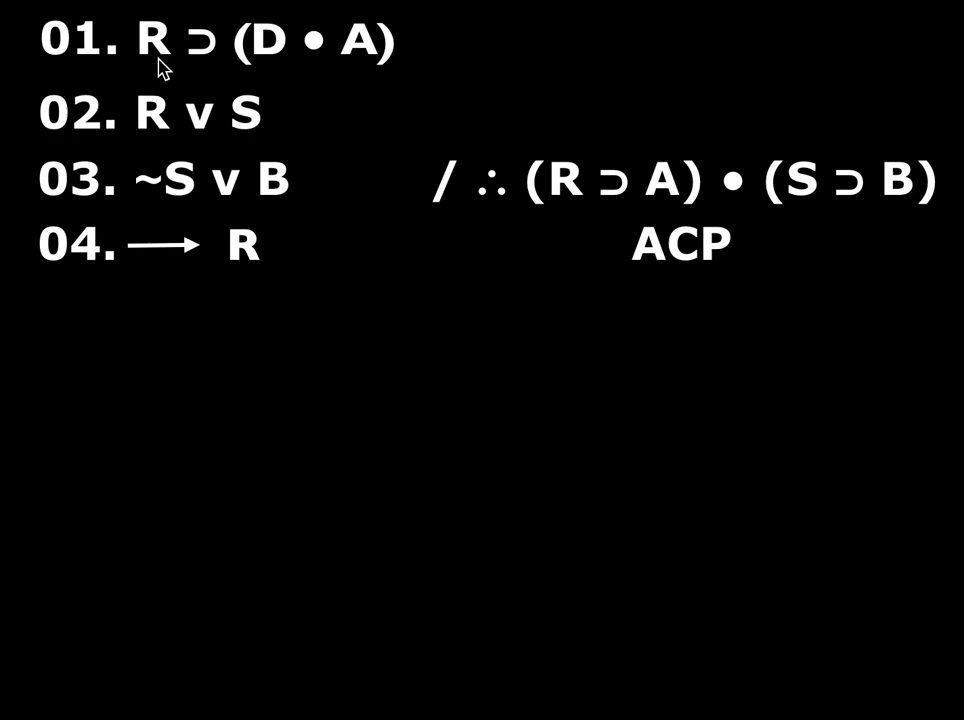 01. R ⊃ (D • A)
02. R v S
03. ~S v B / ∴ (R ⊃ A) • (S ⊃ B)
04. ⟶ R ACP